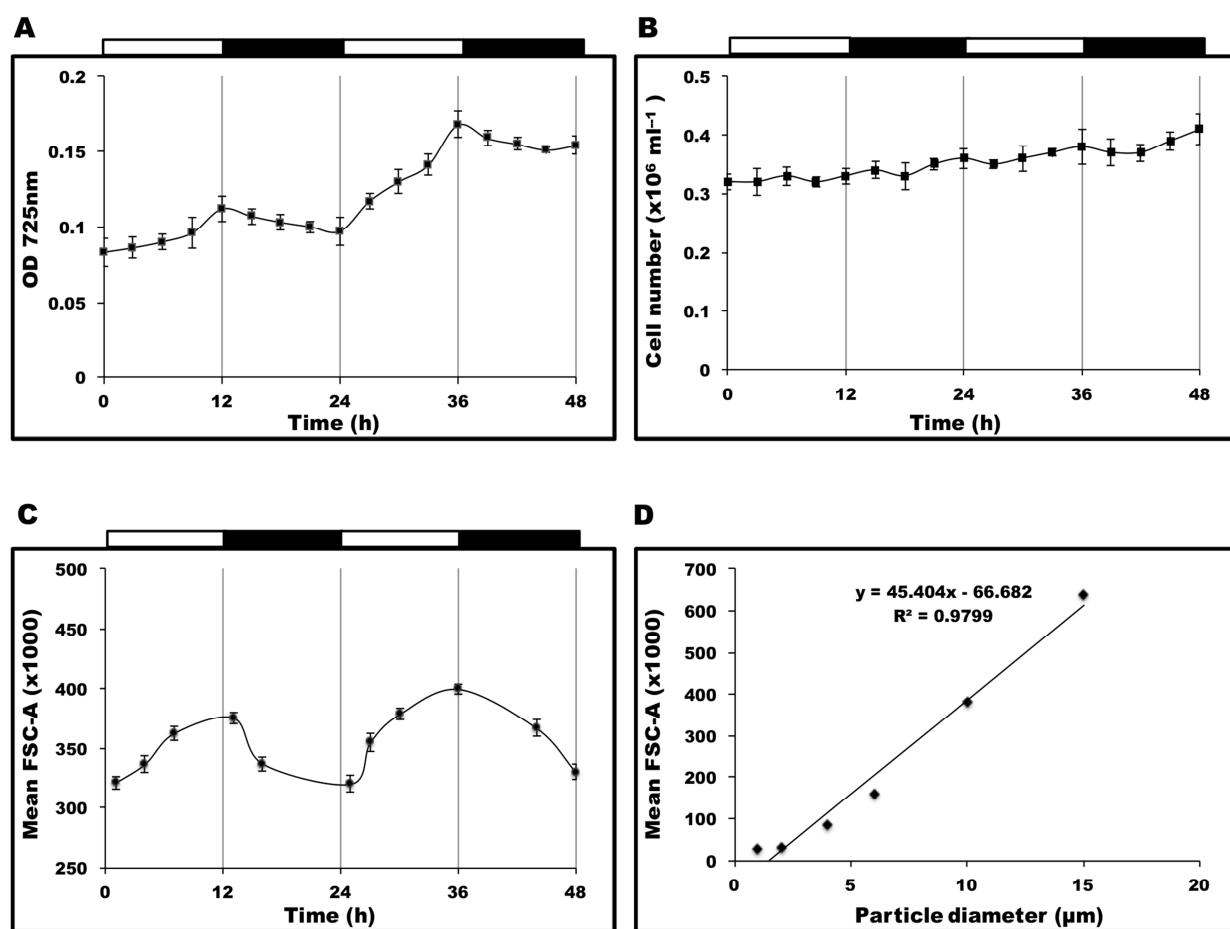 A
0.2
0.15
0.1
0.05
0
OD 725nm
0 12 24 36 48
Time (h)
B
0.5
0.4
0.3
0.2
0.1
0
Cell number (x10⁶ ml⁻¹ )
0 12 24 36 48
Time (h)
C
500
450
400
350
300
250
Mean FSC-A (x1000)
0 12 24 36 48
Time (h)
D
700
600
500
400
300
200
100
0
Mean FSC-A (x1000)
y = 45.404x - 66.682
R² = 0.9799
0 5 10 15 20
Particle diameter (µm)